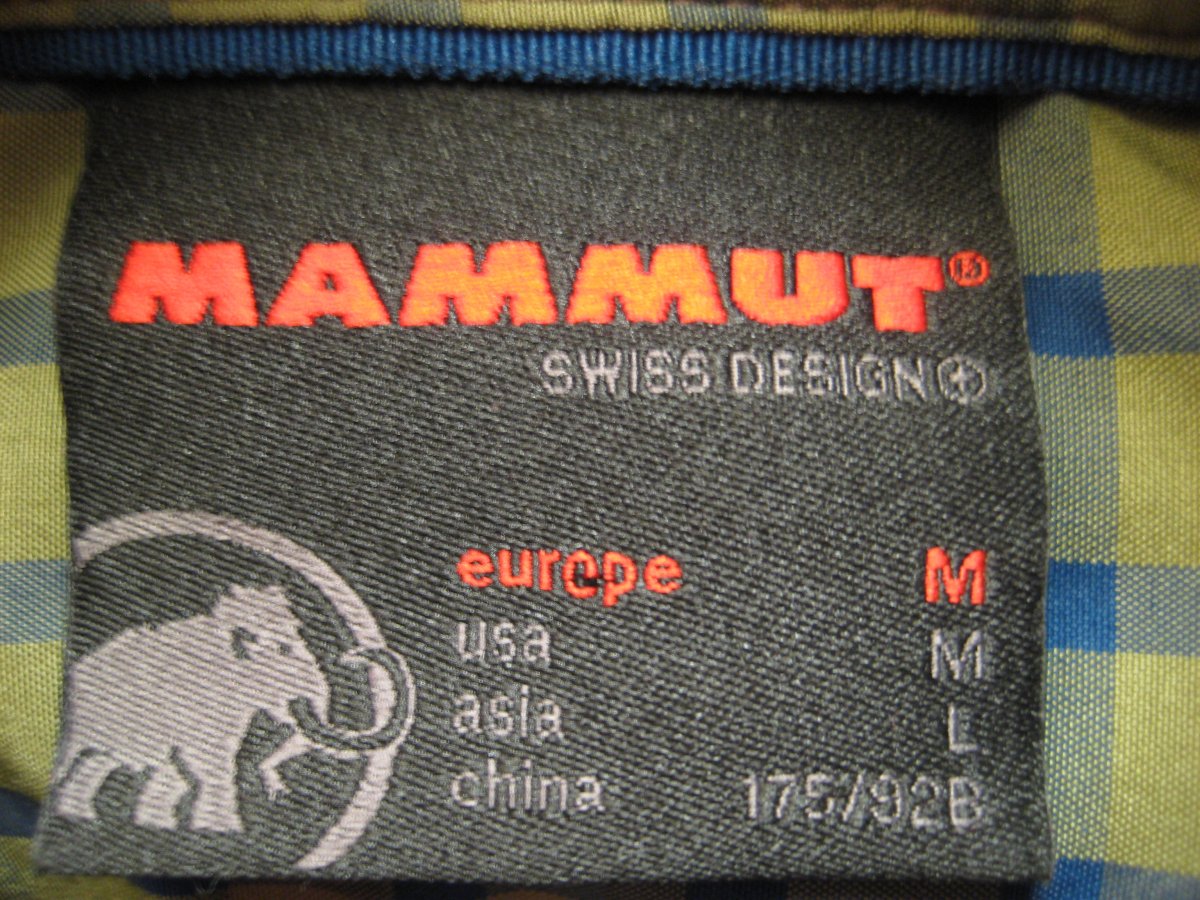 MAMMUT®
SWISS DESIGN
europe M
usa M
asia L
china 175/92B